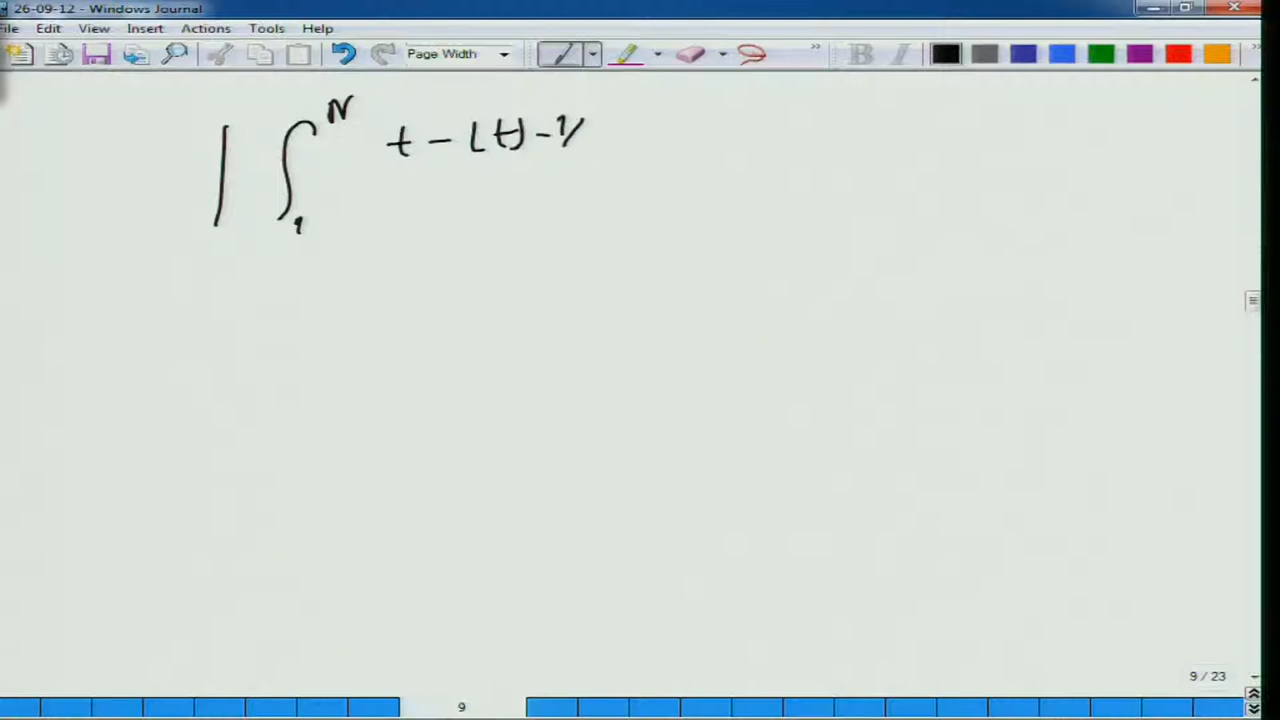 26-09-12 - Windows Journal
File Edit View Insert Actions Tools Help
Page Width
B I
N
| ∫ t - [t] - 1/
1
9 / 23
9